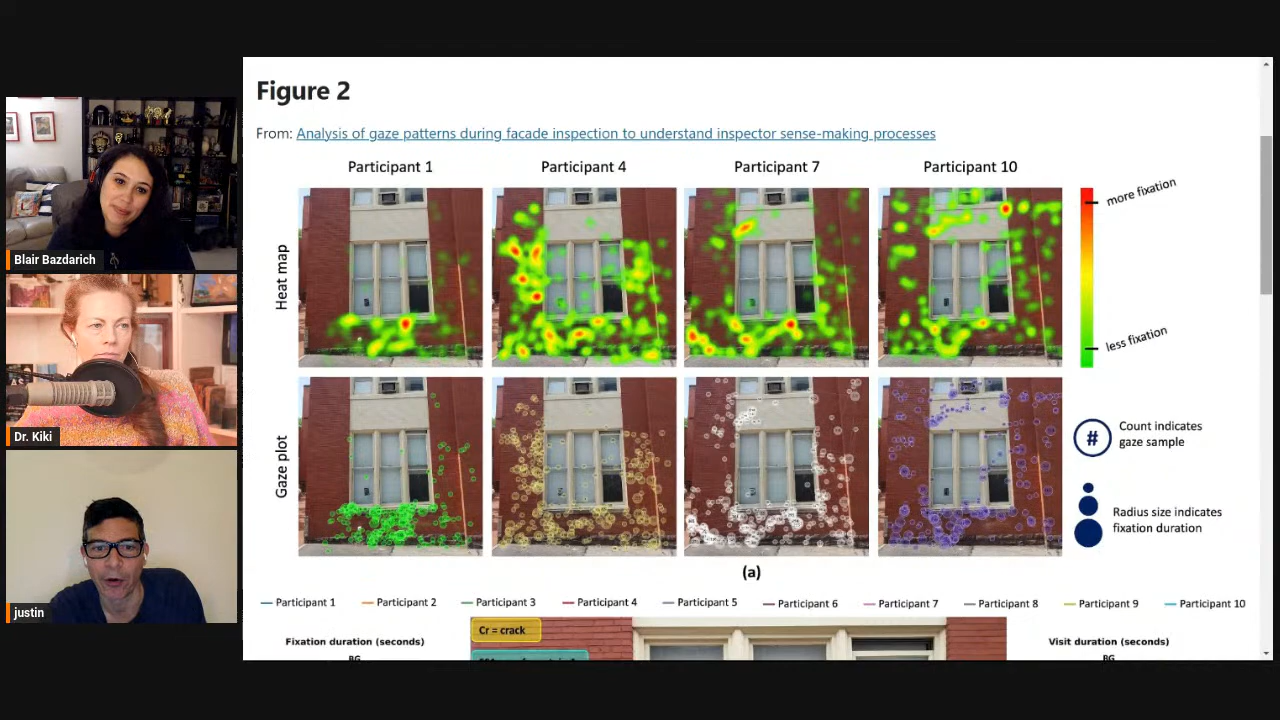 Figure 2
From: Analysis of gaze patterns during facade inspection to understand inspector sense-making processes
Participant 1
Participant 4
Participant 7
Participant 10
Heat map
more fixation
less fixation
Gaze plot
#
Count indicates
gaze sample
Radius size indicates
fixation duration
(a)
Participant 1
Participant 2
Participant 3
Participant 4
Participant 5
Participant 6
Participant 7
Participant 8
Participant 9
Participant 10
Fixation duration (seconds)
BG
Cr = crack
Visit duration (seconds)
BG
Blair Bazdarich
Dr. Kiki
justin